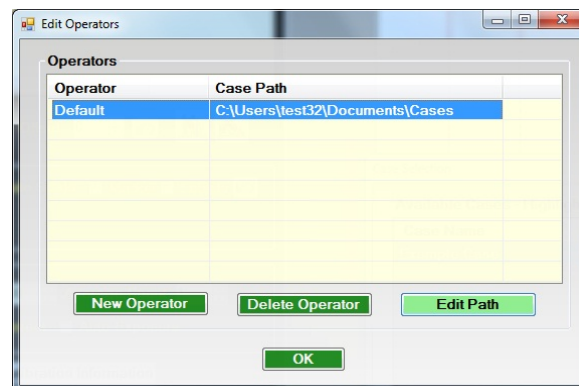 Edit Operators
Operators
Operator Case Path
Default C:\Users\test32\Documents\Cases
New Operator Delete Operator Edit Path
OK